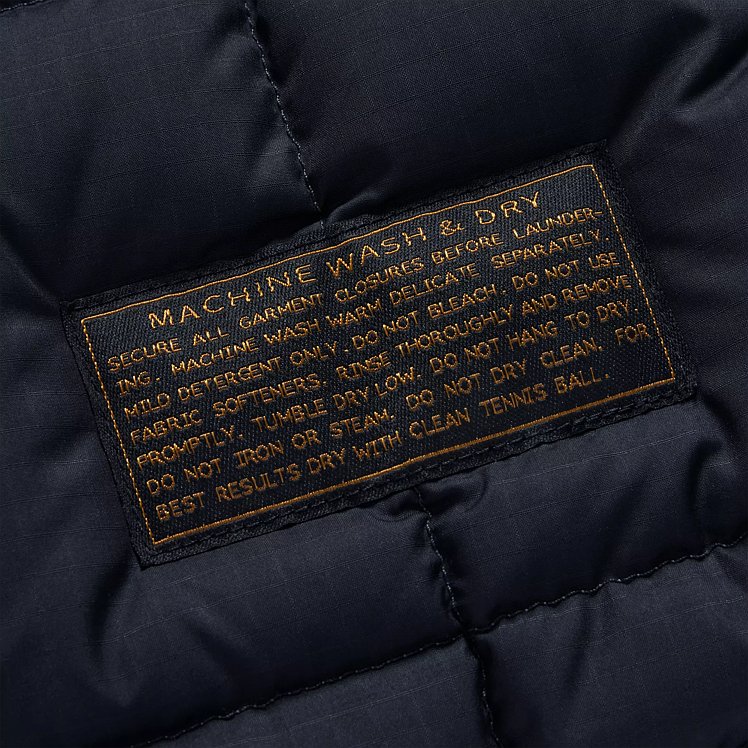 MACHINE WASH & DRY
SECURE ALL GARMENT CLOSURES BEFORE LAUNDER-
ING. MACHINE WASH WARM DELICATE SEPARATELY.
MILD DETERGENT ONLY. DO NOT BLEACH. DO NOT USE
FABRIC SOFTENERS. RINSE THOROUGHLY AND REMOVE
PROMPTLY. TUMBLE DRY LOW. DO NOT HANG TO DRY.
DO NOT IRON OR STEAM. DO NOT DRY CLEAN. FOR
BEST RESULTS DRY WITH CLEAN TENNIS BALL.